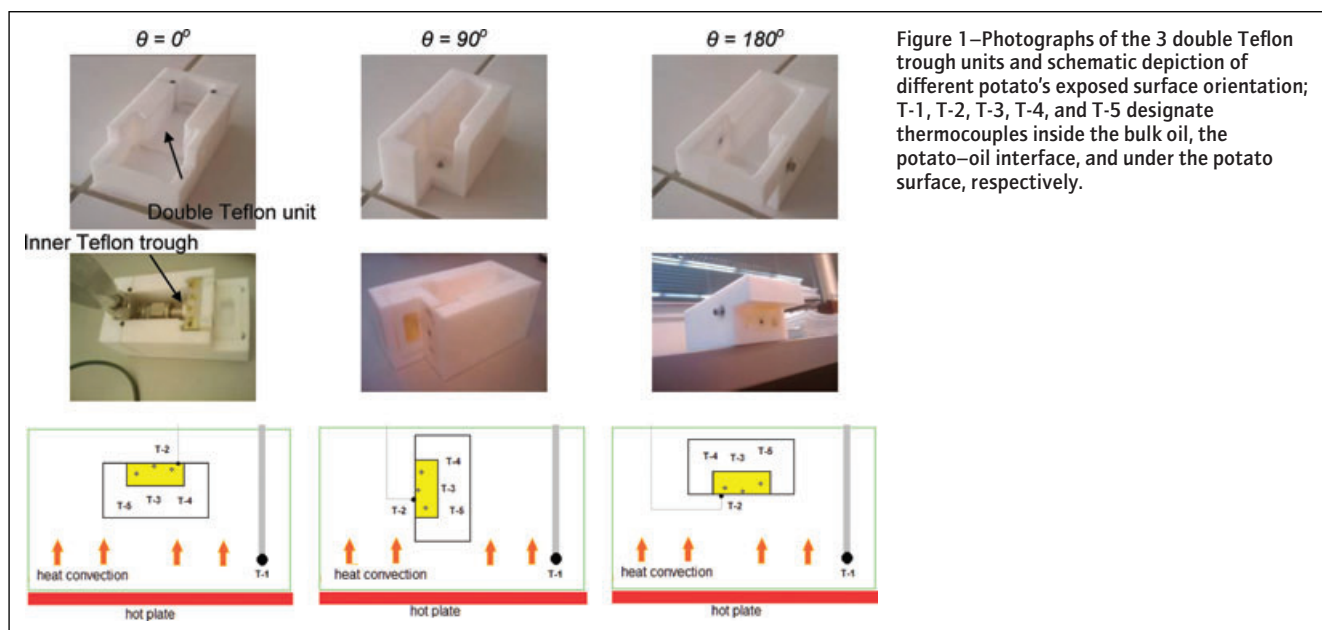 θ = 0⁰
θ = 90⁰
θ = 180⁰
Double Teflon unit
Inner Teflon trough
T-2
T-5
T-3
T-4
heat convection
T-1
hot plate
T-4
T-3
T-2
T-5
heat convection
T-1
hot plate
T-4
T-3
T-5
T-2
heat convection
T-1
hot plate
Figure 1–Photographs of the 3 double Teflon
trough units and schematic depiction of
different potato's exposed surface orientation;
T-1, T-2, T-3, T-4, and T-5 designate
thermocouples inside the bulk oil, the
potato–oil interface, and under the potato
surface, respectively.